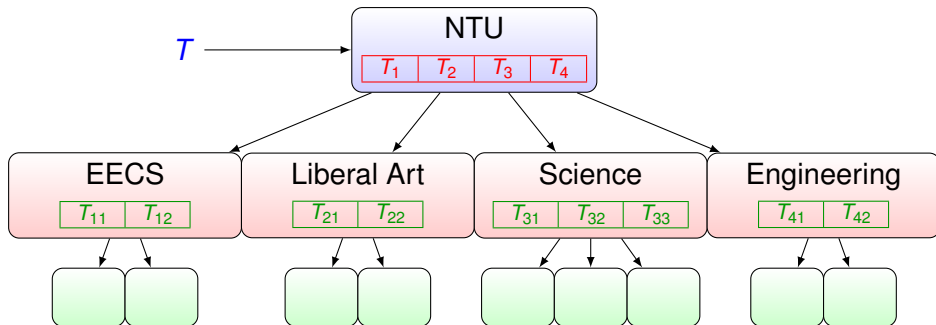 NTU
T
T1 T2 T3 T4
EECS Liberal Art Science Engineering
T11 T12 T21 T22 T31 T32 T33 T41 T42